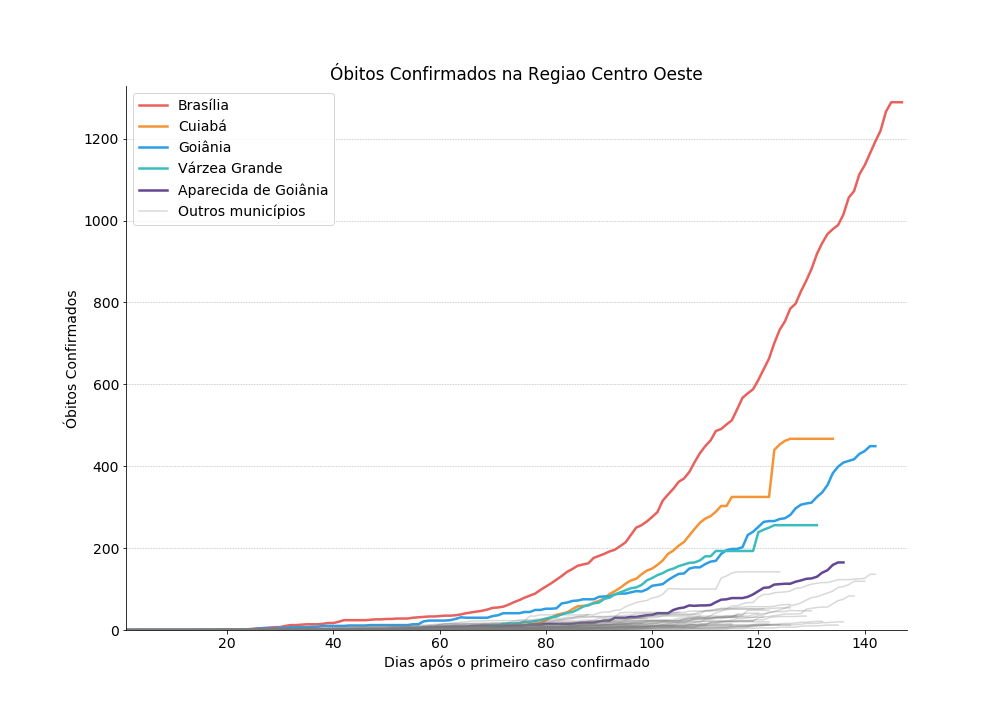 Óbitos Confirmados na Regiao Centro Oeste
Brasília
Cuiabá
Goiânia
Várzea Grande
Aparecida de Goiânia
Outros municípios
Óbitos Confirmados
1200
1000
800
600
400
200
0
20 40 60 80 100 120 140
Dias após o primeiro caso confirmado